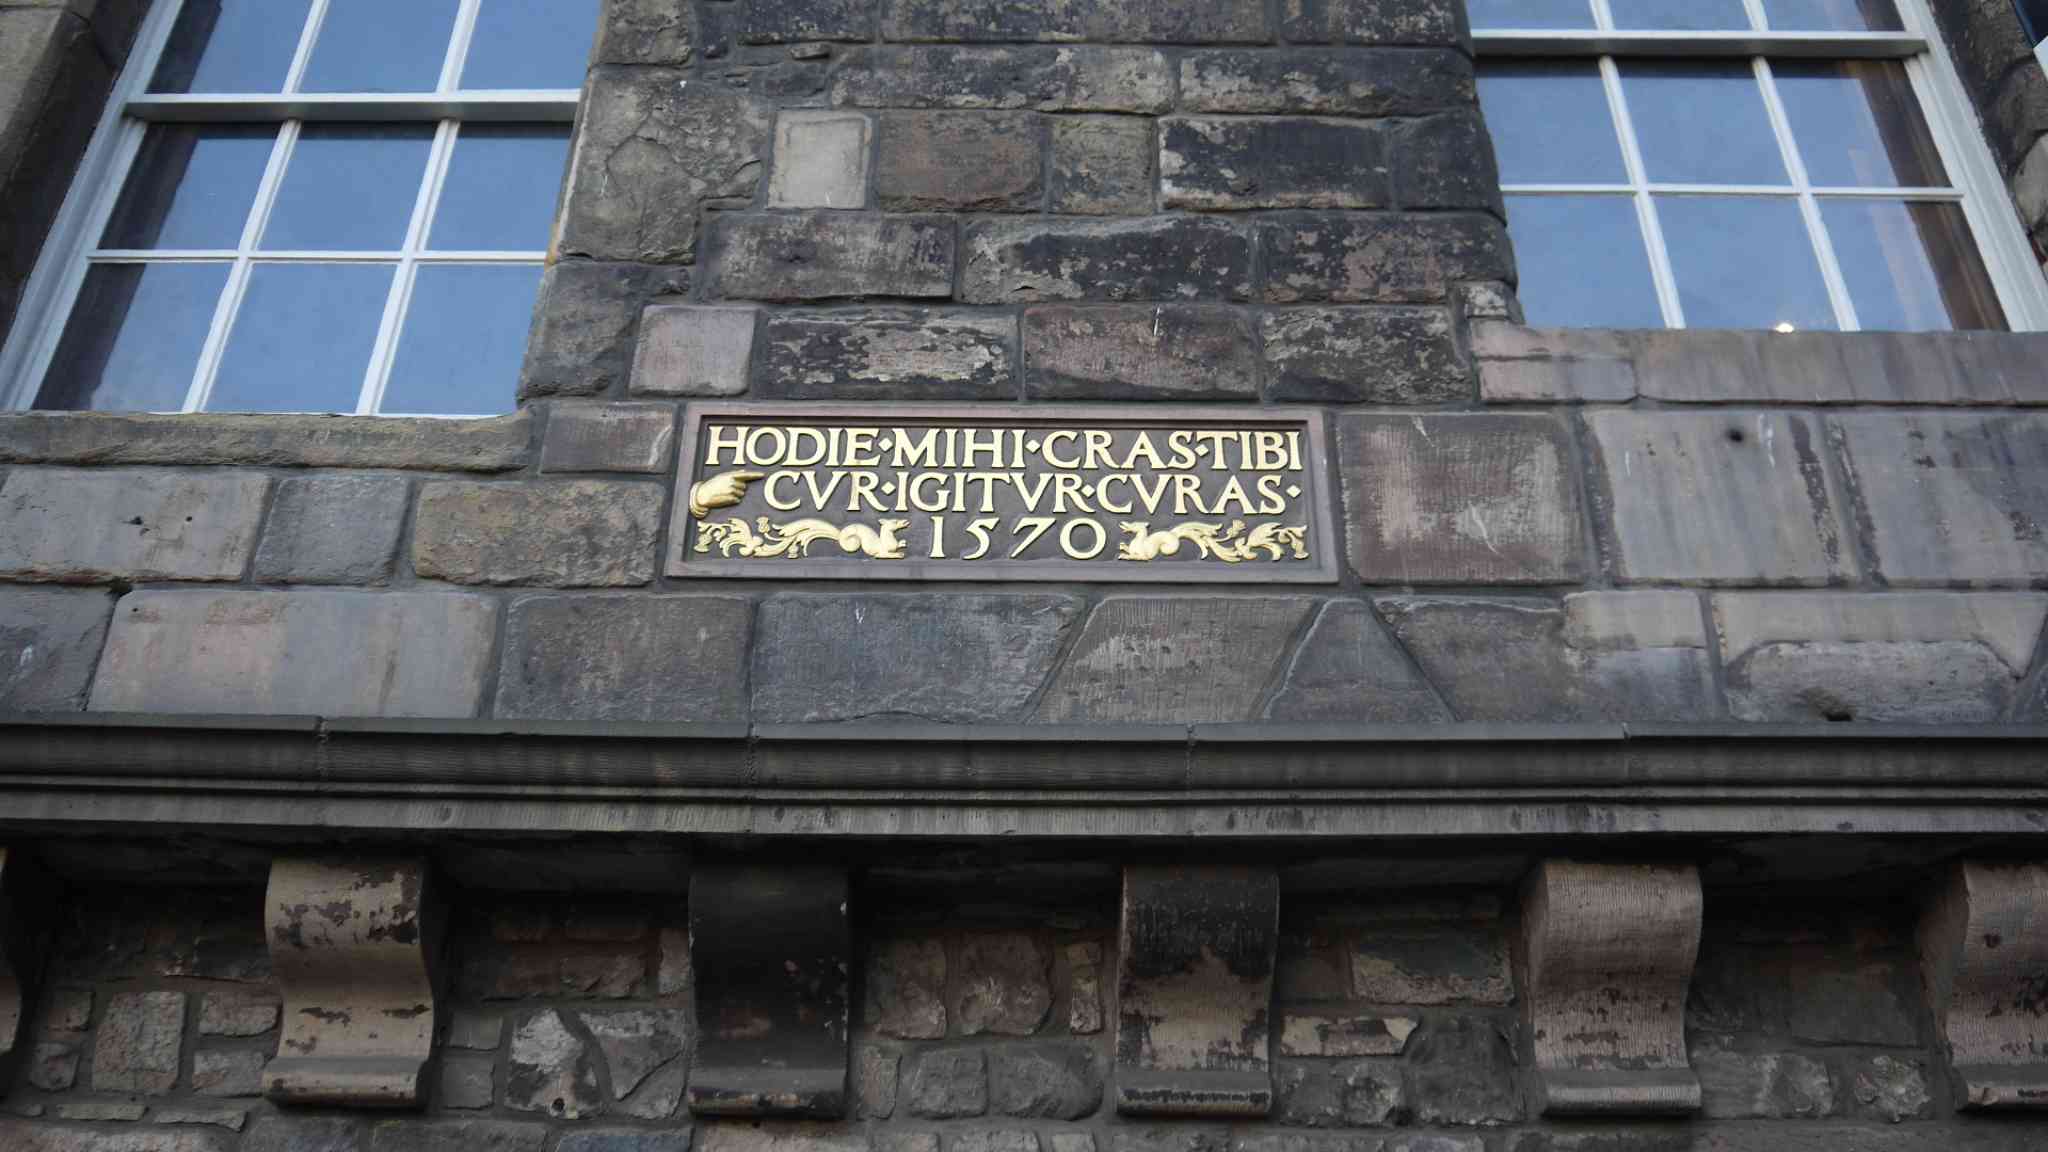 HODIE·MIHI·CRAS·TIBI
CVR·IGITVR·CVRAS·
1570